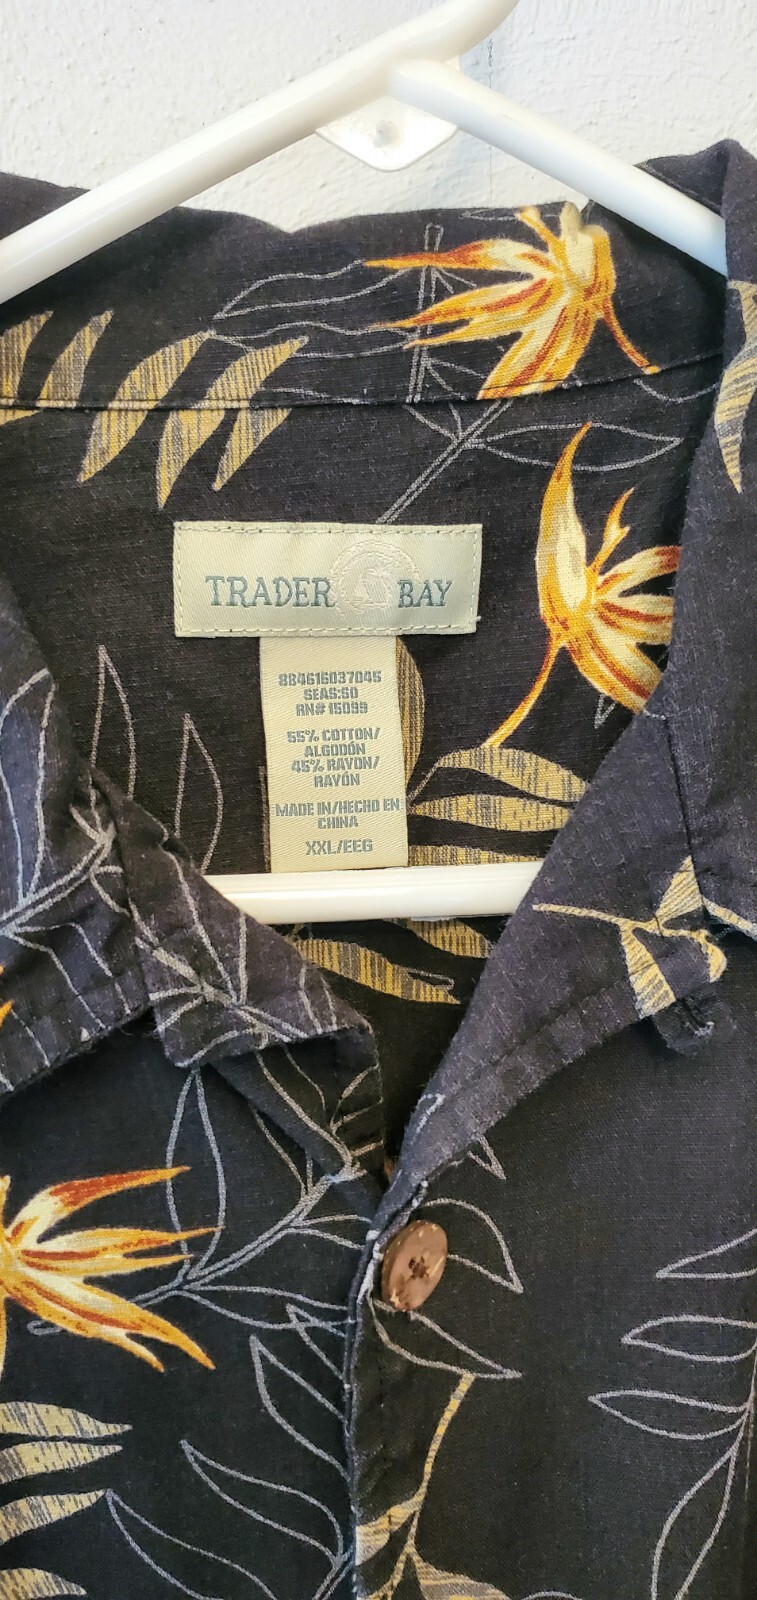 TRADER BAY
884616037045
SEAS:50
RN# 15099
55% COTTON/
ALGODÓN
45% RAYON/
RAYÓN
MADE IN/HECHO EN
CHINA
XXL/EEG